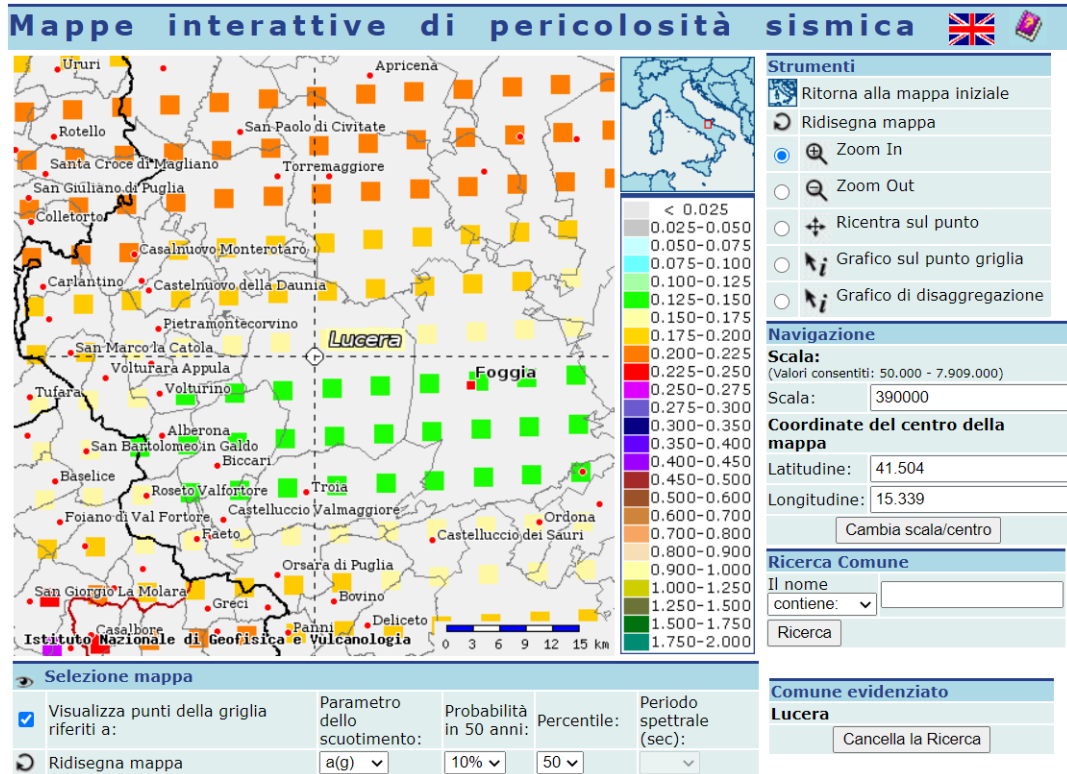 Mappe interattive di pericolosità sismica
Ururi
Apricena
Rotello
San Paolo di Civitate
Santa Croce di Magliano
Torremaggiore
San Giuliano di Puglia
Colletorto
Casalnuovo Monterotaro
Carlantino
Castelnuovo della Daunia
Pietramontecorvino
Lucera
San Marco la Catola
Volturara Appula
Foggia
Tufara
Volturino
Alberona
San Bartolomeo in Galdo
Biccari
Baselice
Roseto Valfortore
Troia
Castelluccio Valmaggiore
Foiano di Val Fortore
Ordona
Faeto
Castelluccio dei Sauri
Orsara di Puglia
San Giorgio La Molara
Bovino
Greci
Deliceto
Casalbore
Panni
Istituto Nazionale di Geofisica e Vulcanologia
0 3 6 9 12 15 km
< 0.025
0.025-0.050
0.050-0.075
0.075-0.100
0.100-0.125
0.125-0.150
0.150-0.175
0.175-0.200
0.200-0.225
0.225-0.250
0.250-0.275
0.275-0.300
0.300-0.350
0.350-0.400
0.400-0.450
0.450-0.500
0.500-0.600
0.600-0.700
0.700-0.800
0.800-0.900
0.900-1.000
1.000-1.250
1.250-1.500
1.500-1.750
1.750-2.000
Strumenti
Ritorna alla mappa iniziale
Ridisegna mappa
Zoom In
Zoom Out
Ricentra sul punto
Grafico sul punto griglia
Grafico di disaggregazione
Navigazione
Scala:
(Valori consentiti: 50.000 - 7.909.000)
Scala: 390000
Coordinate del centro della
mappa
Latitudine: 41.504
Longitudine: 15.339
Cambia scala/centro
Ricerca Comune
Il nome
contiene:
Ricerca
Comune evidenziato
Lucera
Cancella la Ricerca
Selezione mappa
Visualizza punti della griglia
riferiti a:
Parametro
dello
scuotimento:
Probabilità
in 50 anni:
Percentile:
Periodo
spettrale
(sec):
Ridisegna mappa
a(g)
10%
50